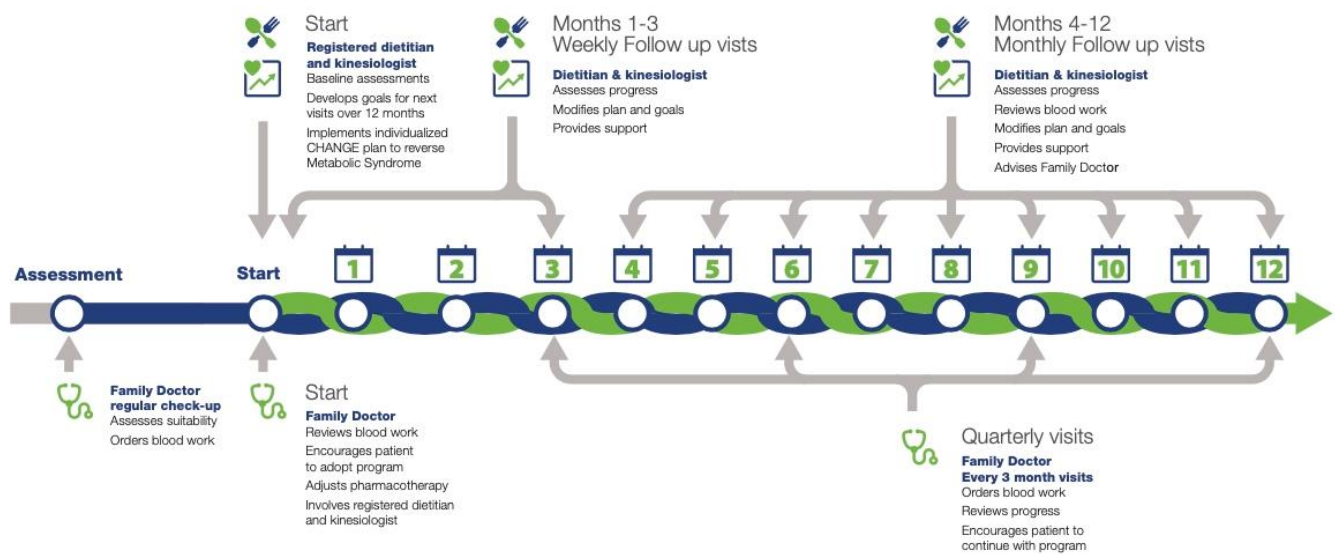 Start
Registered dietitian
and kinesiologist
Baseline assessments
Develops goals for next
visits over 12 months
Implements individualized
CHANGE plan to reverse
Metabolic Syndrome
Months 1-3
Weekly Follow up vists
Dietitian & kinesiologist
Assesses progress
Modifies plan and goals
Provides support
Months 4-12
Monthly Follow up vists
Dietitian & kinesiologist
Assesses progress
Reviews blood work
Modifies plan and goals
Provides support
Advises Family Doctor
Assessment
Start
1
2
3
4
5
6
7
8
9
10
11
12
Family Doctor
regular check-up
Assesses suitability
Orders blood work
Start
Family Doctor
Reviews blood work
Encourages patient
to adopt program
Adjusts pharmacotherapy
Involves registered dietitian
and kinesiologist
Quarterly visits
Family Doctor
Every 3 month visits
Orders blood work
Reviews progress
Encourages patient to
continue with program